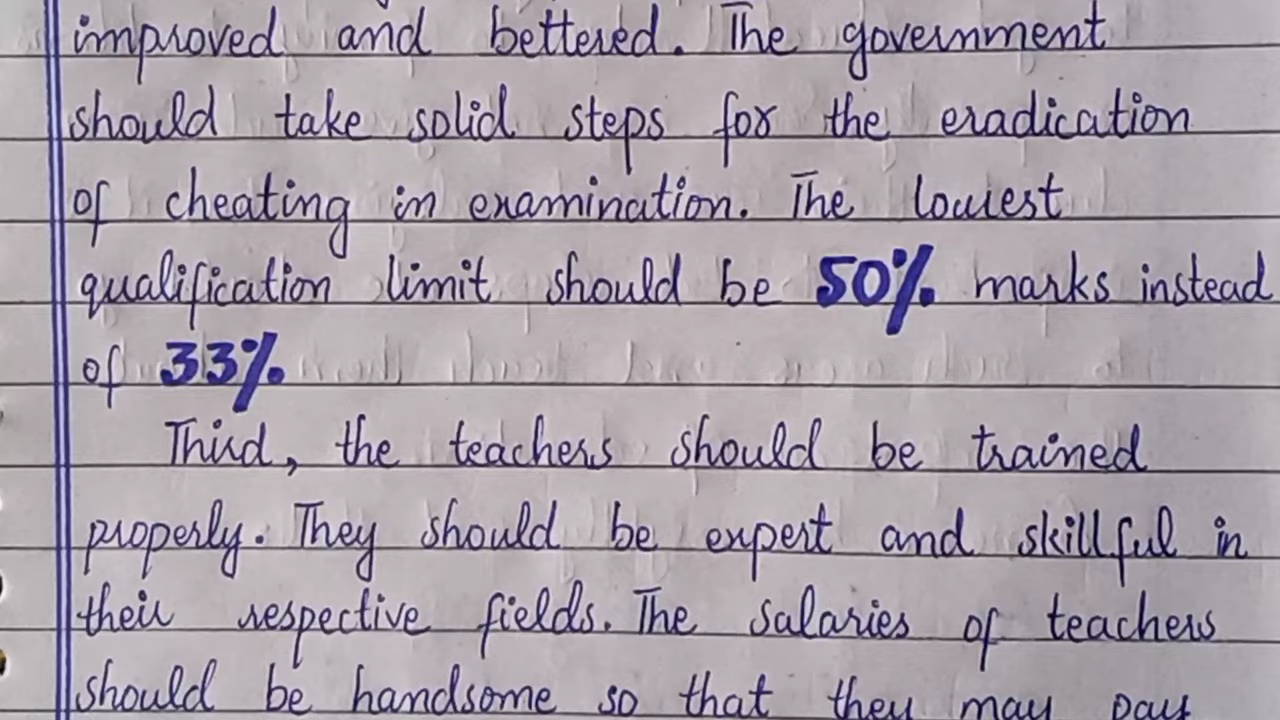 improved and bettered. The government
should take solid steps for the eradication
of cheating in examination. The lowest
qualification limit should be 50% marks instead
of 33%
Third, the teachers should be trained
properly. They should be expert and skillful in
their respective fields. The salaries of teachers
should be handsome so that they may pay